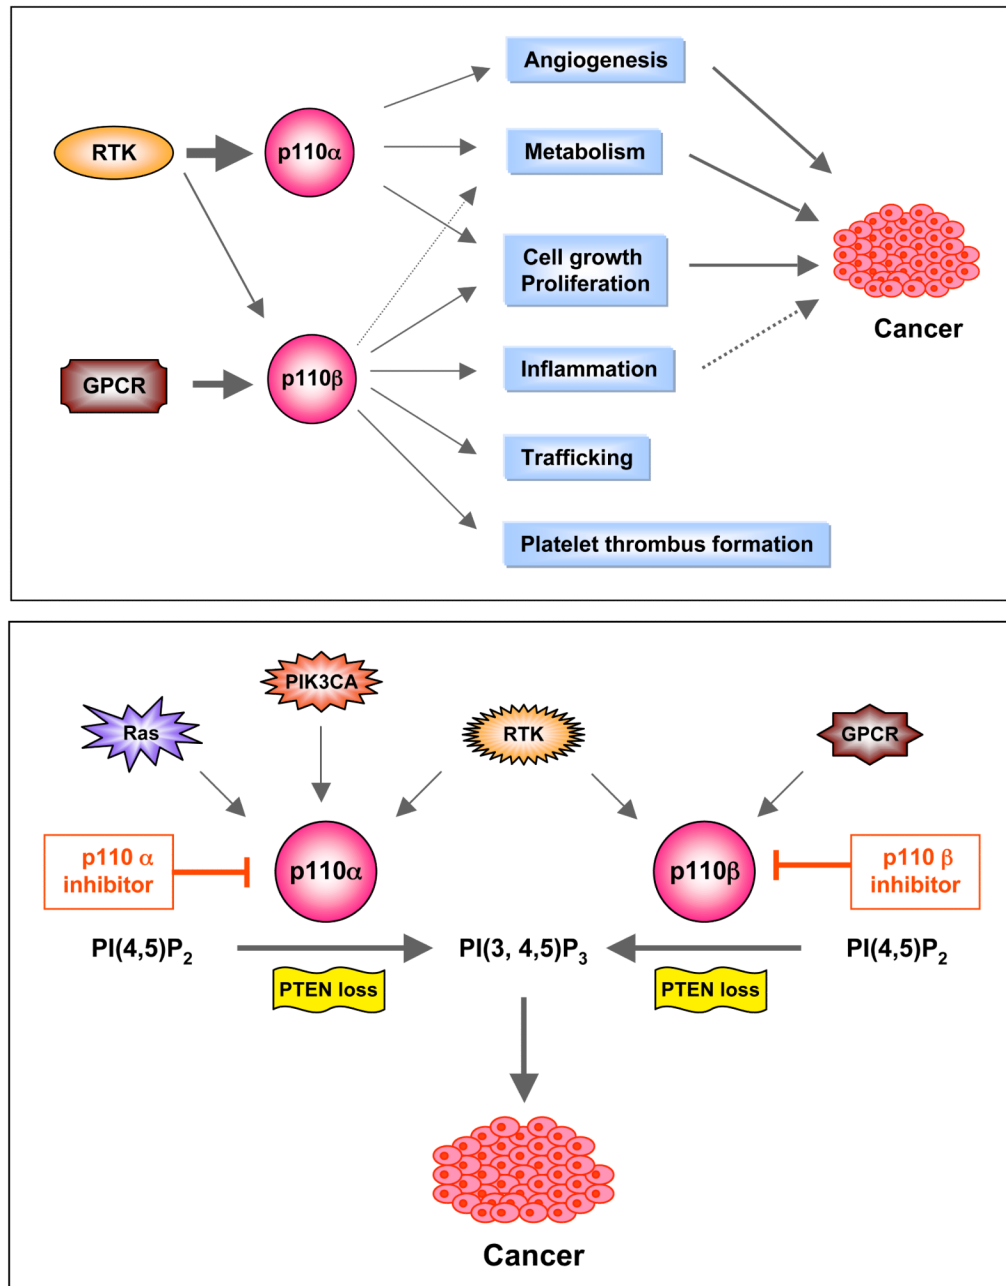 Angiogenesis
RTK
p110α
Metabolism
Cell growth
Proliferation
Cancer
GPCR
p110β
Inflammation
Trafficking
Platelet thrombus formation
PIK3CA
Ras
RTK
GPCR
p110 α
inhibitor
p110α
p110β
p110 β
inhibitor
PI(4,5)P₂
PI(3, 4,5)P₃
PI(4,5)P₂
PTEN loss
PTEN loss
Cancer